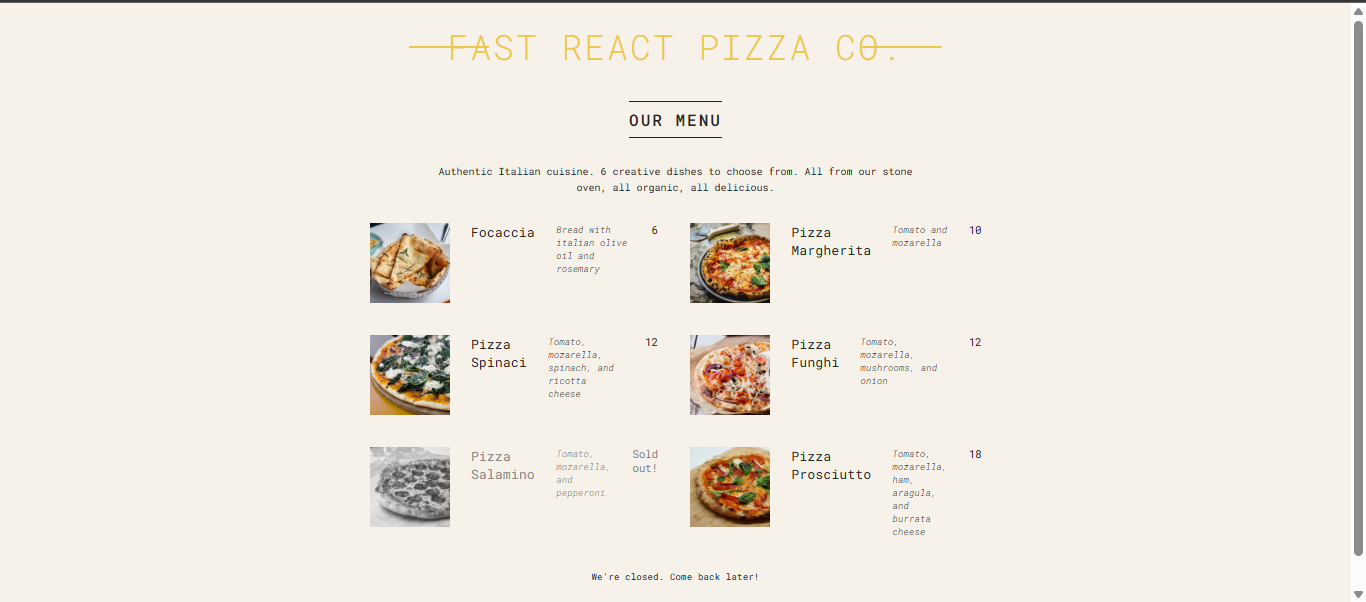 FAST REACT PIZZA CO.
OUR MENU
Authentic Italian cuisine. 6 creative dishes to choose from. All from our stone
oven, all organic, all delicious.
Focaccia
Bread with
italian olive
oil and
rosemary
6
Pizza
Margherita
Tomato and
mozarella
10
Pizza
Spinaci
Tomato,
mozarella,
spinach, and
ricotta
cheese
12
Pizza
Funghi
Tomato,
mozarella,
mushrooms, and
onion
12
Pizza
Salamino
Tomato,
mozarella,
and
pepperoni
Sold
out!
Pizza
Prosciutto
Tomato,
mozarella,
ham,
aragula,
and
burrata
cheese
18
We're closed. Come back later!